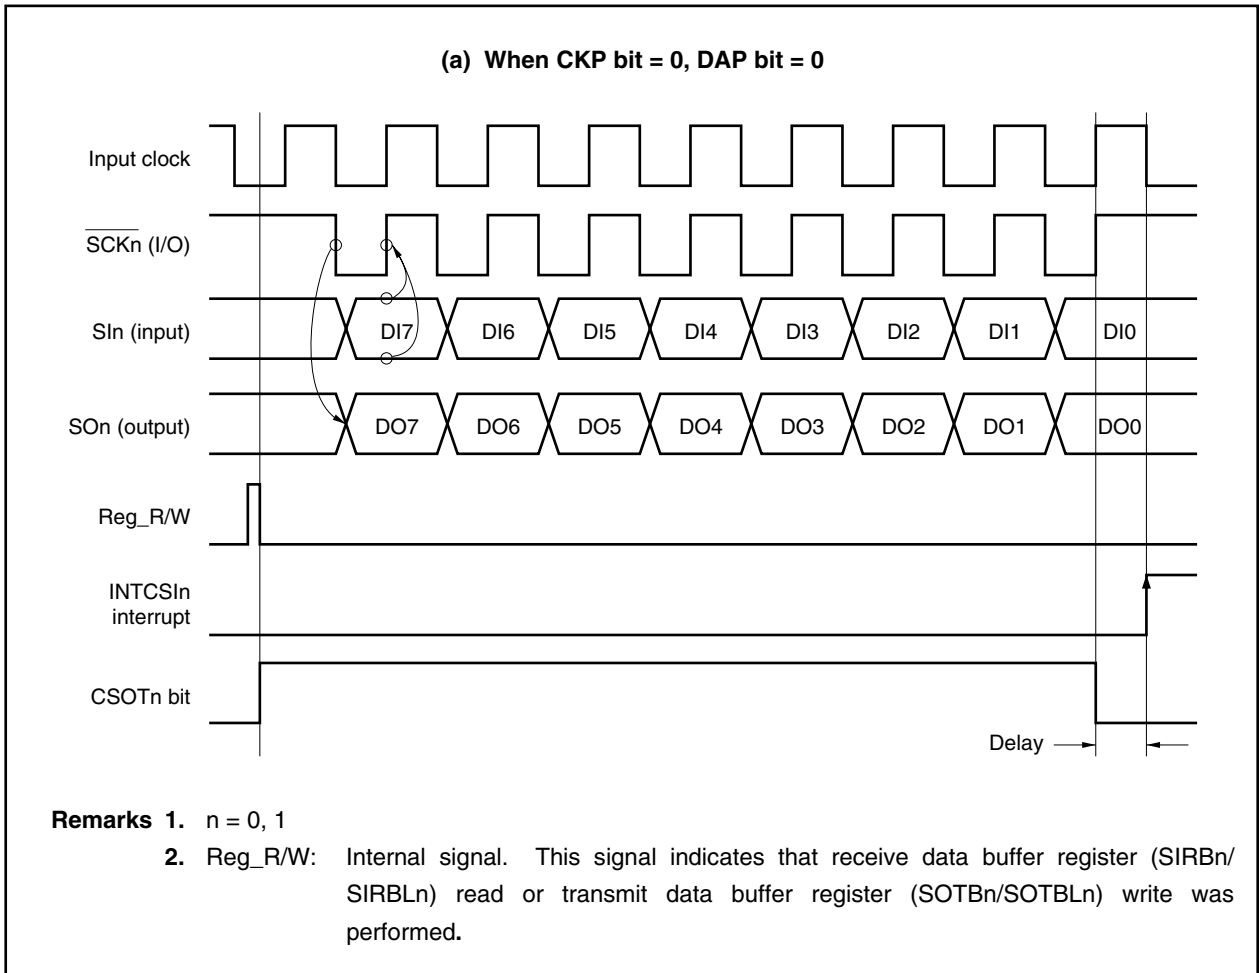 (a) When CKP bit = 0, DAP bit = 0
Input clock
SCKn (I/O)
SIn (input)
DI7 DI6 DI5 DI4 DI3 DI2 DI1 DI0
SOn (output)
DO7 DO6 DO5 DO4 DO3 DO2 DO1 DO0
Reg_R/W
INTCSIn
interrupt
CSOTn bit
Delay
Remarks 1. n = 0, 1
2. Reg_R/W: Internal signal. This signal indicates that receive data buffer register (SIRBn/
SIRBLn) read or transmit data buffer register (SOTBn/SOTBLn) write was
performed.